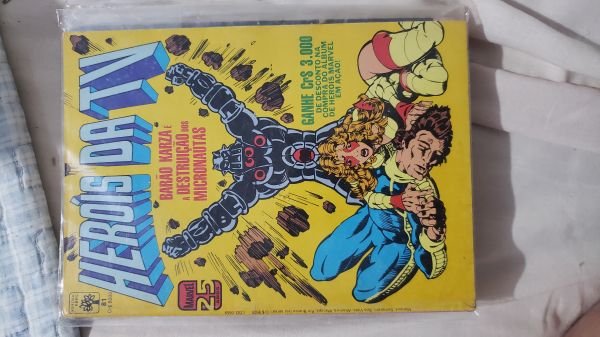 HERÓIS DA TV
BARÃO KARZA E
A DESTRUIÇÃO DOS
MICRONAUTAS
GANHE Cr$ 3.000
DE DESCONTO NA
COMPRA DO ÁLBUM
DE HERÓIS MARVEL
EM AÇÃO!
81
MARVEL
25